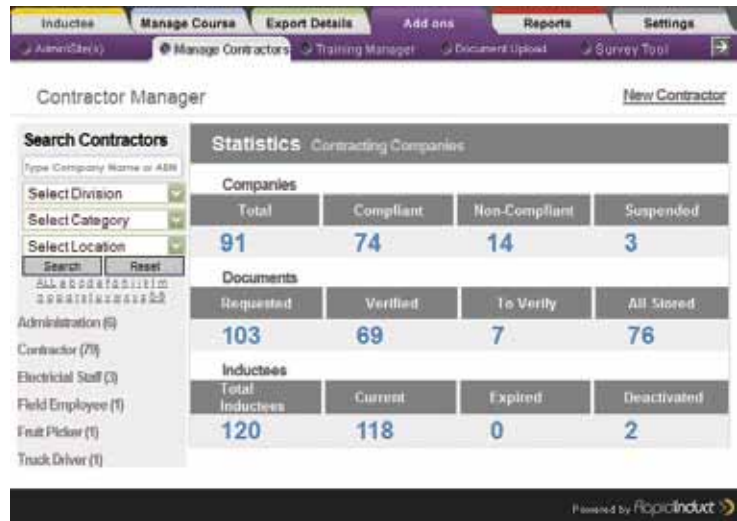 Inductee Manage Course Export Details Add ons Reports Settings
AdminSite(s) Manage Contractors Training Manager Document Upload Survey Tool
Contractor Manager New Contractor
Search Contractors
Type Company Name or ABN
Select Division
Select Category
Select Location
Search Reset
Administration (6)
Contractor (79)
Electricial Staff (3)
Field Employee (1)
Fruit Picker (1)
Truck Driver (1)
Statistics Contracting Companies
Companies
Total Compliant Non-Compliant Suspended
91 74 14 3
Documents
Requested Verified To Verify All Stored
103 69 7 76
Inductees
Total Inductees Current Expired Deactivated
120 118 0 2
Powered by RapidInduct